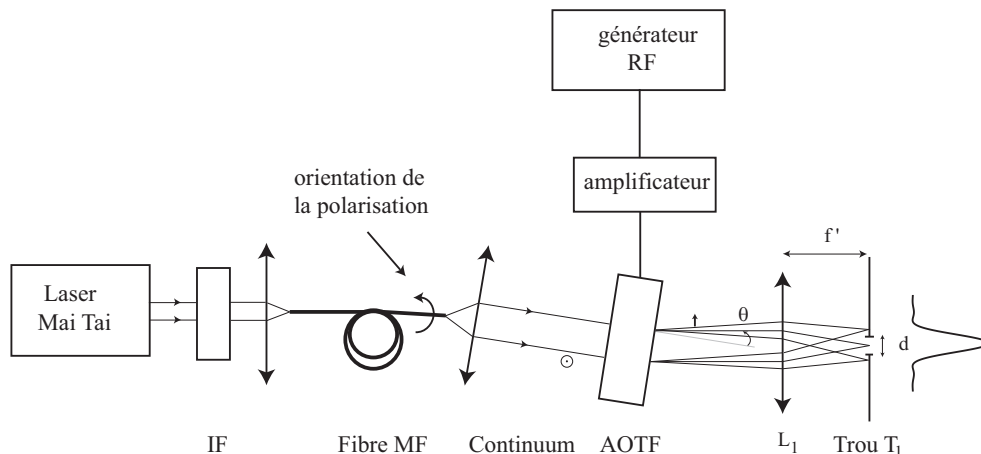 générateur
RF
amplificateur
orientation de
la polarisation
Laser
Mai Tai
f'
θ
d
IF
Fibre MF
Continuum
AOTF
L1
Trou T1